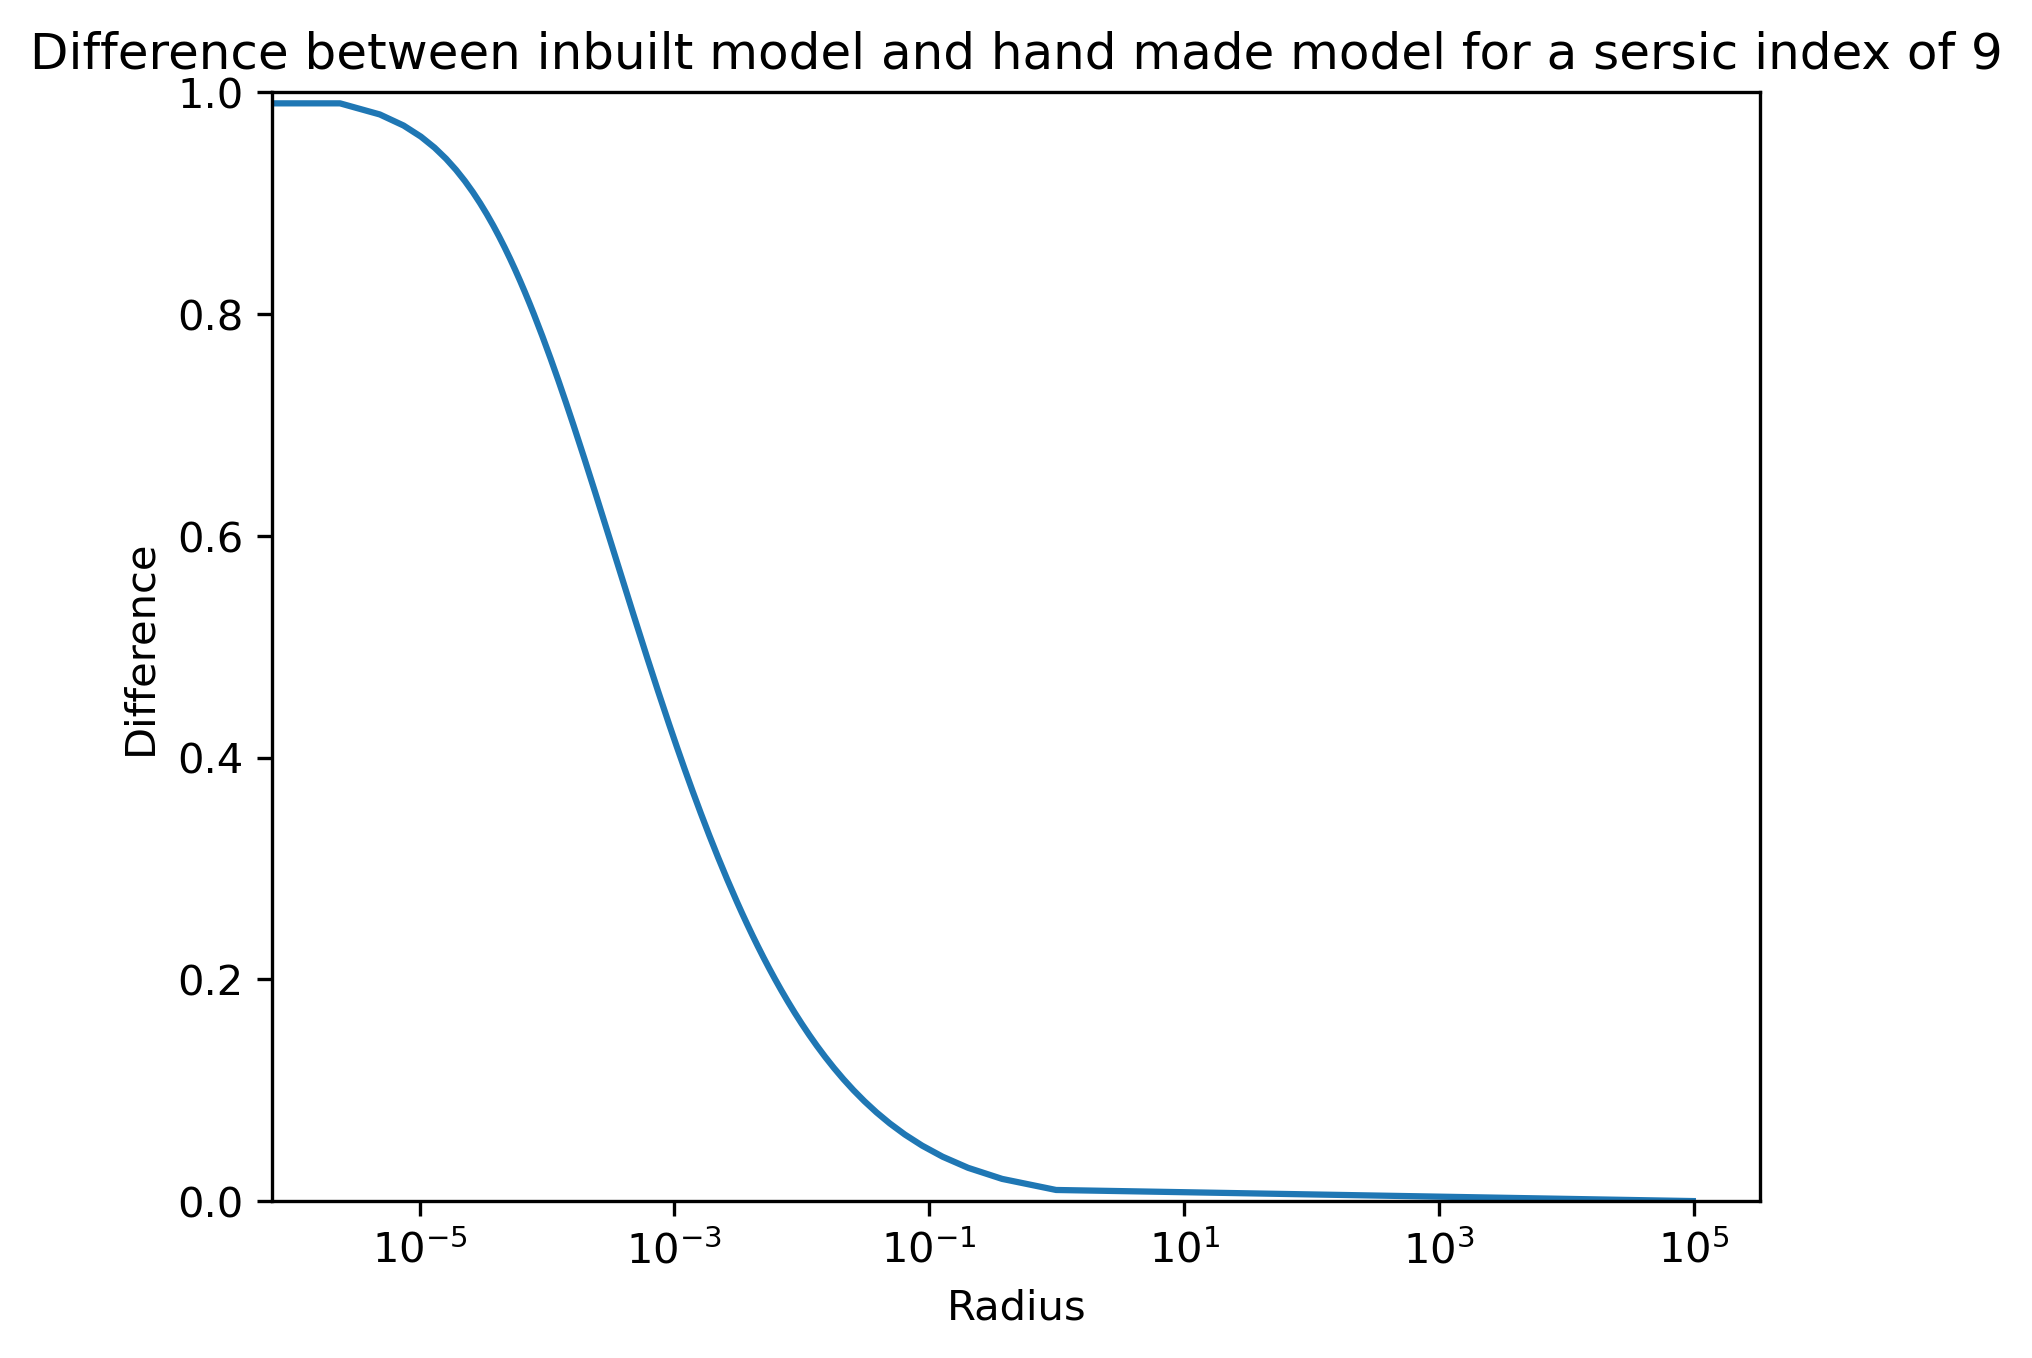 Difference between inbuilt model and hand made model for a sersic index of 9
1.0
0.8
0.6
0.4
0.2
0.0
Difference
10⁻⁵ 10⁻³ 10⁻¹ 10¹ 10³ 10⁵
Radius